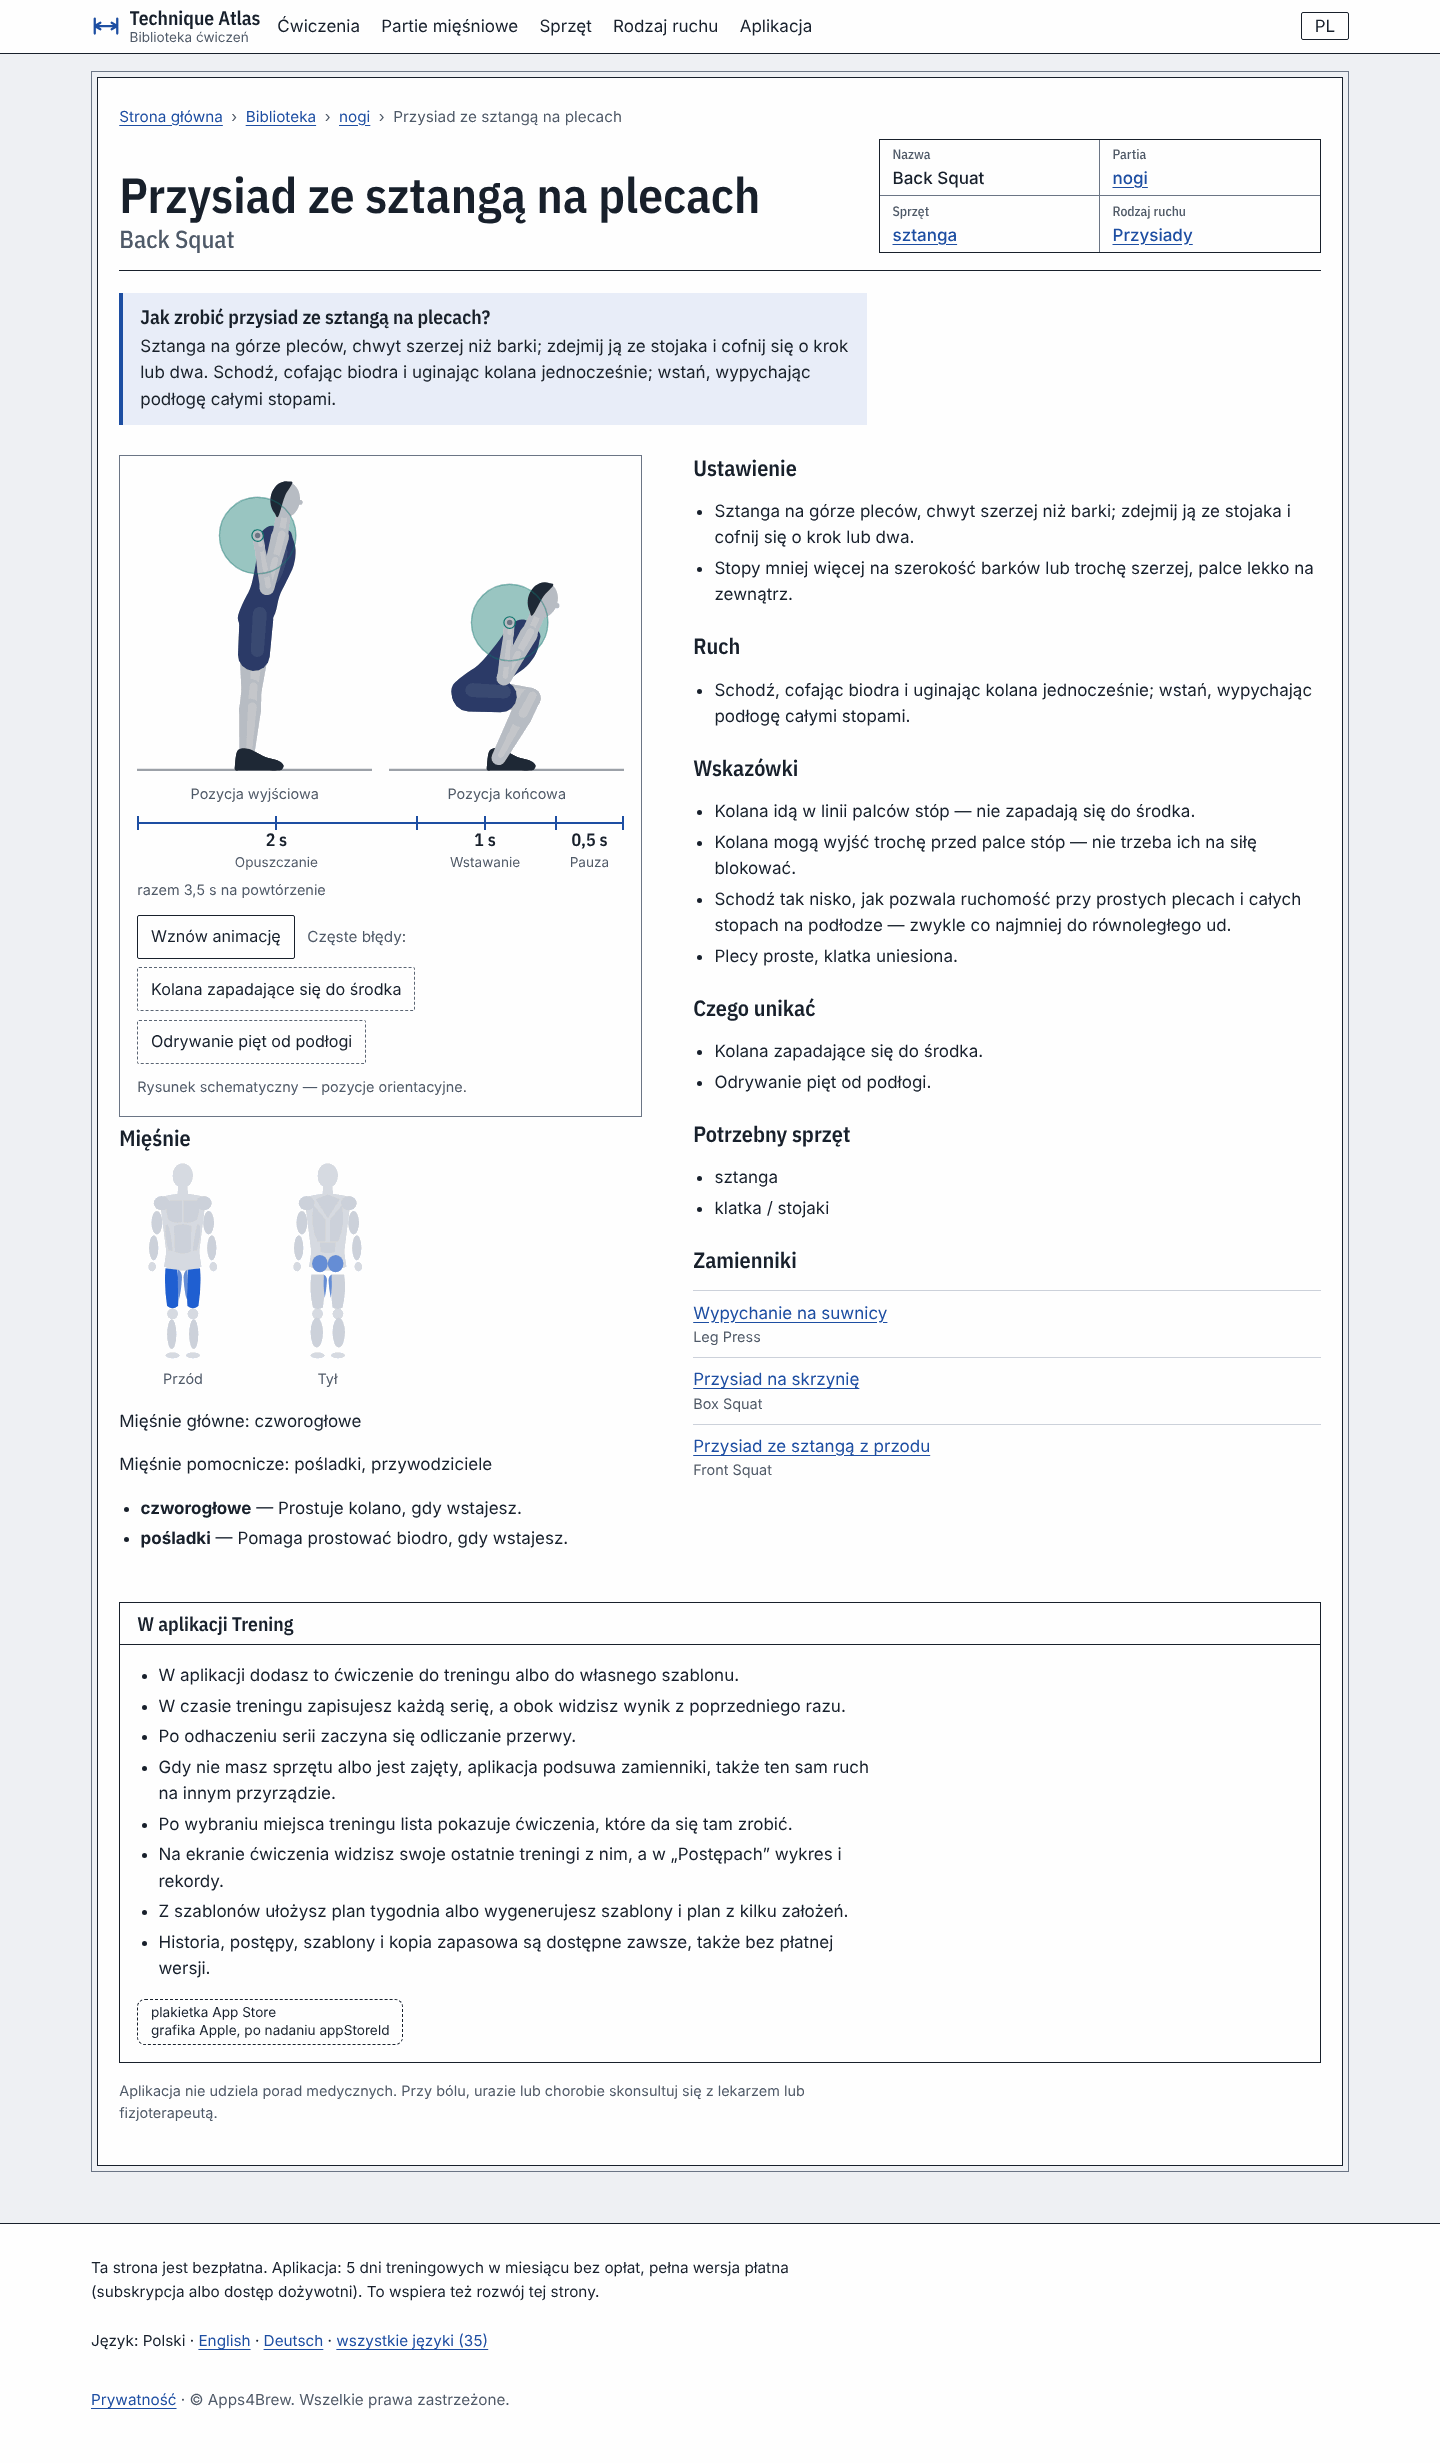 Technique Atlas
Biblioteka ćwiczeń
Ćwiczenia
Partie mięśniowe
Sprzęt
Rodzaj ruchu
Aplikacja
PL
Strona główna › Biblioteka › nogi › Przysiad ze sztangą na plecach
Przysiad ze sztangą na plecach
Back Squat
Nazwa
Back Squat
Partia
nogi
Sprzęt
sztanga
Rodzaj ruchu
Przysiady
Jak zrobić przysiad ze sztangą na plecach?
Sztanga na górze pleców, chwyt szerzej niż barki; zdejmij ją ze stojaka i cofnij się o krok
lub dwa. Schodź, cofając biodra i uginając kolana jednocześnie; wstań, wypychając
podłogę całymi stopami.
Pozycja wyjściowa
Pozycja końcowa
2 s
Opuszczanie
1 s
Wstawanie
0,5 s
Pauza
razem 3,5 s na powtórzenie
Wznów animację
Częste błędy:
Kolana zapadające się do środka
Odrywanie pięt od podłogi
Rysunek schematyczny — pozycje orientacyjne.
Mięśnie
Przód
Tył
Mięśnie główne: czworogłowe
Mięśnie pomocnicze: pośladki, przywodziciele
• czworogłowe — Prostuje kolano, gdy wstajesz.
• pośladki — Pomaga prostować biodro, gdy wstajesz.
Ustawienie
• Sztanga na górze pleców, chwyt szerzej niż barki; zdejmij ją ze stojaka i
cofnij się o krok lub dwa.
• Stopy mniej więcej na szerokość barków lub trochę szerzej, palce lekko na
zewnątrz.
Ruch
• Schodź, cofając biodra i uginając kolana jednocześnie; wstań, wypychając
podłogę całymi stopami.
Wskazówki
• Kolana idą w linii palców stóp — nie zapadają się do środka.
• Kolana mogą wyjść trochę przed palce stóp — nie trzeba ich na siłę
blokować.
• Schodź tak nisko, jak pozwala ruchomość przy prostych plecach i całych
stopach na podłodze — zwykle co najmniej do równoległego ud.
• Plecy proste, klatka uniesiona.
Czego unikać
• Kolana zapadające się do środka.
• Odrywanie pięt od podłogi.
Potrzebny sprzęt
• sztanga
• klatka / stojaki
Zamienniki
Wypychanie na suwnicy
Leg Press
Przysiad na skrzynię
Box Squat
Przysiad ze sztangą z przodu
Front Squat
W aplikacji Trening
• W aplikacji dodasz to ćwiczenie do treningu albo do własnego szablonu.
• W czasie treningu zapisujesz każdą serię, a obok widzisz wynik z poprzedniego razu.
• Po odhaczeniu serii zaczyna się odliczanie przerwy.
• Gdy nie masz sprzętu albo jest zajęty, aplikacja podsuwa zamienniki, także ten sam ruch
na innym przyrządzie.
• Po wybraniu miejsca treningu lista pokazuje ćwiczenia, które da się tam zrobić.
• Na ekranie ćwiczenia widzisz swoje ostatnie treningi z nim, a w „Postępach” wykres i
rekordy.
• Z szablonów ułożysz plan tygodnia albo wygenerujesz szablony i plan z kilku założeń.
• Historia, postępy, szablony i kopia zapasowa są dostępne zawsze, także bez płatnej
wersji.
plakietka App Store
grafika Apple, po nadaniu appStoreId
Aplikacja nie udziela porad medycznych. Przy bólu, urazie lub chorobie skonsultuj się z lekarzem lub
fizjoterapeutą.
Ta strona jest bezpłatna. Aplikacja: 5 dni treningowych w miesiącu bez opłat, pełna wersja płatna
(subskrypcja albo dostęp dożywotni). To wspiera też rozwój tej strony.
Język: Polski · English · Deutsch · wszystkie języki (35)
Prywatność · © Apps4Brew. Wszelkie prawa zastrzeżone.